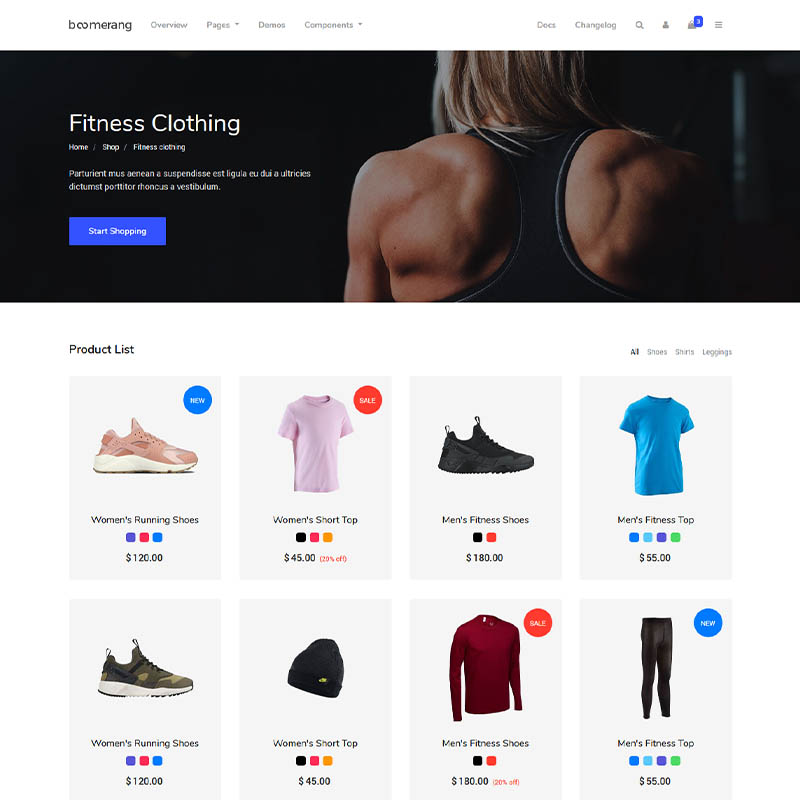 boomerang Overview Pages Demos Components Docs Changelog 3
Fitness Clothing
Home / Shop / Fitness clothing
Parturient mus aenean a suspendisse est ligula eu dui a ultricies
dictumst porttitor rhoncus a vestibulum.
Start Shopping
Product List All Shoes Shirts Leggings
NEW SALE
Women's Running Shoes Women's Short Top Men's Fitness Shoes Men's Fitness Top
$ 120.00 $ 45.00 (20% off) $ 180.00 $ 55.00
SALE NEW
Women's Running Shoes Women's Short Top Men's Fitness Shoes Men's Fitness Top
$ 120.00 $ 45.00 $ 180.00 (20% off) $ 55.00